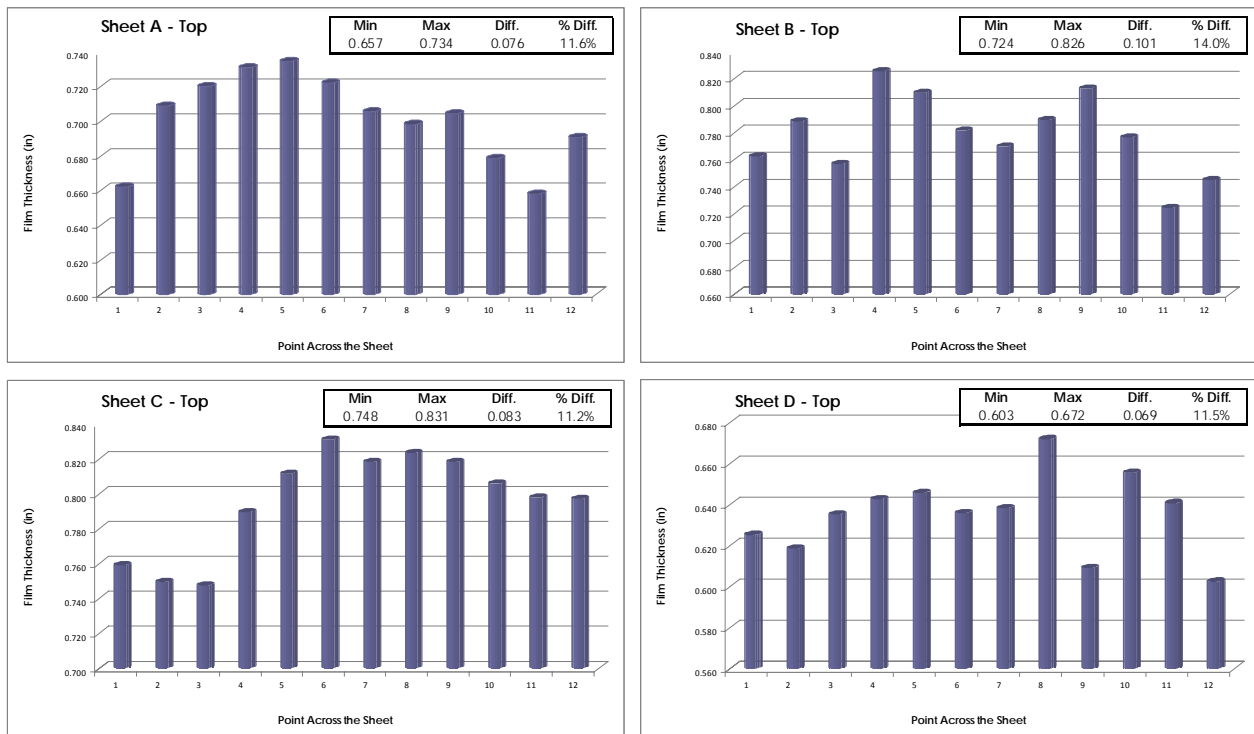 Sheet A - Top
Min Max Diff. % Diff.
0.657 0.734 0.076 11.6%
0.740
0.720
0.700
0.680
0.660
0.640
0.620
0.600
Film Thickness (in)
1 2 3 4 5 6 7 8 9 10 11 12
Point Across the Sheet
Sheet B - Top
Min Max Diff. % Diff.
0.724 0.826 0.101 14.0%
0.840
0.820
0.800
0.780
0.760
0.740
0.720
0.700
0.680
0.660
Film Thickness (in)
1 2 3 4 5 6 7 8 9 10 11 12
Point Across the Sheet
Sheet C - Top
Min Max Diff. % Diff.
0.748 0.831 0.083 11.2%
0.840
0.820
0.800
0.780
0.760
0.740
0.720
0.700
Film Thickness (in)
1 2 3 4 5 6 7 8 9 10 11 12
Point Across the Sheet
Sheet D - Top
Min Max Diff. % Diff.
0.603 0.672 0.069 11.5%
0.680
0.660
0.640
0.620
0.600
0.580
0.560
Film Thickness (in)
1 2 3 4 5 6 7 8 9 10 11 12
Point Across the Sheet